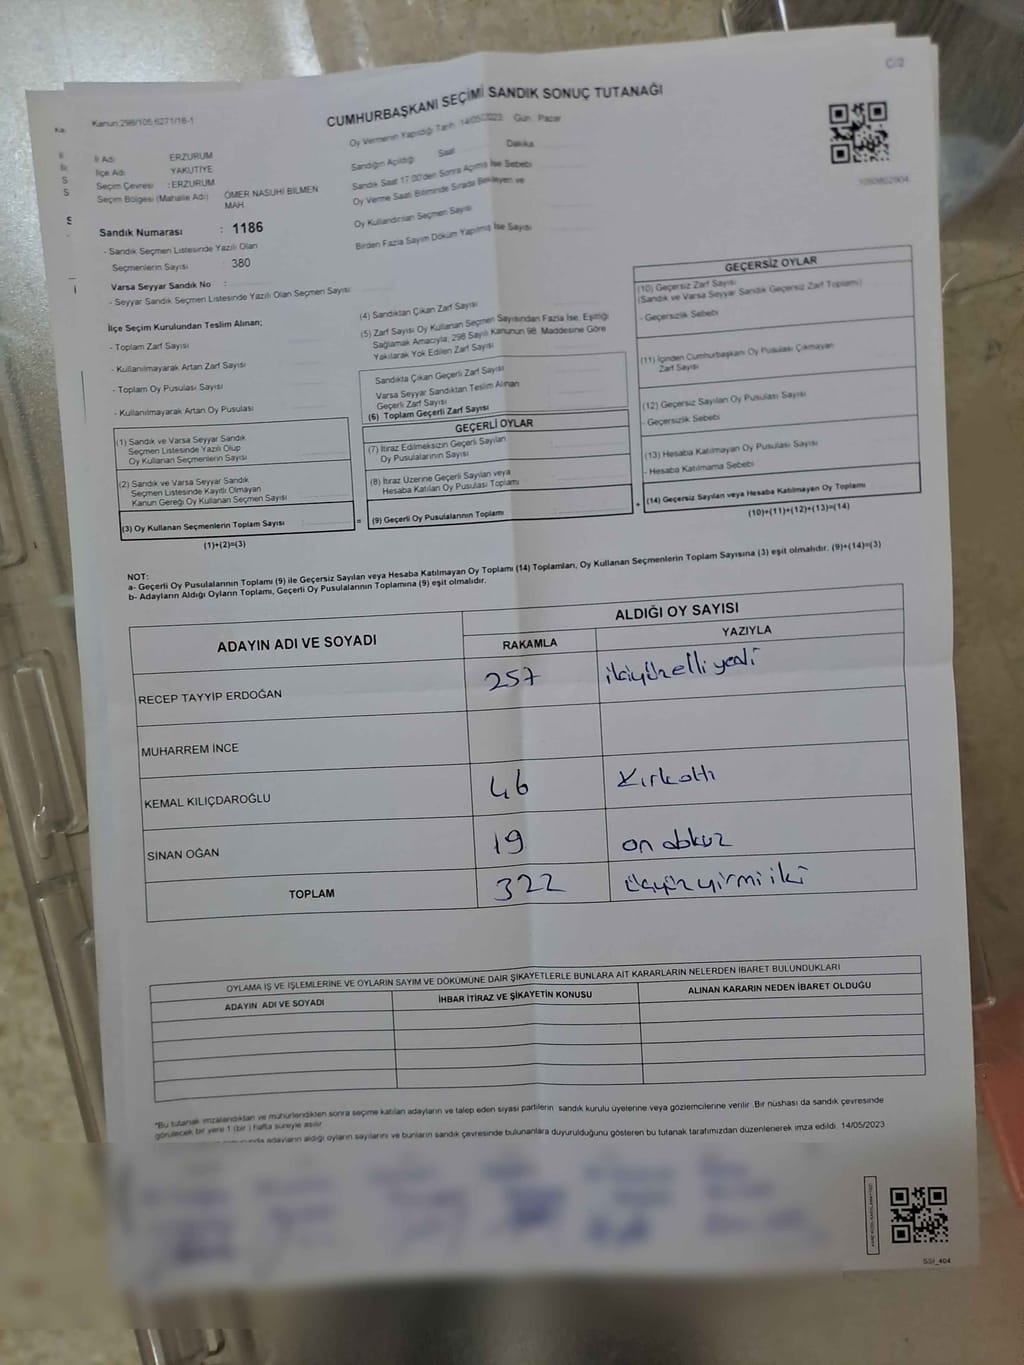 C/2
Kanun:298/105,6271/16-1
CUMHURBAŞKANI SEÇİMİ SANDIK SONUÇ TUTANAĞI
Oy Vermenin Yapıldığı Tarih: 14/05/2023 Gün: Pazar
İl Adı ERZURUM
İlçe Adı YAKUTİYE
Seçim Çevresi : ERZURUM
Seçim Bölgesi (Mahalle Adı) ÖMER NASUHİ BİLMEN MAH.
Sandığın Açıldığı Saat Dakika
Sandık Saat 17:00'den Sonra Açılmış İse Sebebi
Oy Verme Saati Bitiminde Sırada Bekleyen ve
Oy Kullandırılan Seçmen Sayısı
Birden Fazla Sayım Döküm Yapılmış İse Sayısı
Sandık Numarası : 1186
- Sandık Seçmen Listesinde Yazılı Olan
Seçmenlerin Sayısı : 380
Varsa Seyyar Sandık No :
- Seyyar Sandık Seçmen Listesinde Yazılı Olan Seçmen Sayısı
İlçe Seçim Kurulundan Teslim Alınan;
- Toplam Zarf Sayısı
- Kullanılmayarak Artan Zarf Sayısı
- Toplam Oy Pusulası Sayısı
- Kullanılmayarak Artan Oy Pusulası
(1) Sandık ve Varsa Seyyar Sandık
Seçmen Listesinde Yazılı Olup
Oy Kullanan Seçmenlerin Sayısı
(2) Sandık ve Varsa Seyyar Sandık
Seçmen Listesinde Kayıtlı Olmayan
Kanun Gereği Oy Kullanan Seçmen Sayısı
(3) Oy Kullanan Seçmenlerin Toplam Sayısı
(1)+(2)=(3)
(4) Sandıktan Çıkan Zarf Sayısı
(5) Zarf Sayısı Oy Kullanan Seçmen Sayısından Fazla İse, Eşitliği
Sağlamak Amacıyla, 298 Sayılı Kanunun 98. Maddesine Göre
Yakılarak Yok Edilen Zarf Sayısı
Sandıkta Çıkan Geçerli Zarf Sayısı
Varsa Seyyar Sandıktan Teslim Alınan
Geçerli Zarf Sayısı
(6) Toplam Geçerli Zarf Sayısı
GEÇERLİ OYLAR
(7) İtiraz Edilmeksizin Geçerli Sayılan
Oy Pusulalarının Sayısı
(8) İtiraz Üzerine Geçerli Sayılan veya
Hesaba Katılan Oy Pusulası Toplamı
= (9) Geçerli Oy Pusulalarının Toplamı
GEÇERSİZ OYLAR
(10) Geçersiz Zarf Sayısı
(Sandık ve Varsa Seyyar Sandık Geçersiz Zarf Toplamı)
- Geçersizlik Sebebi
(11) İçinden Cumhurbaşkanı Oy Pusulası Çıkmayan
Zarf Sayısı
(12) Geçersiz Sayılan Oy Pusulası Sayısı
- Geçersizlik Sebebi
(13) Hesaba Katılmayan Oy Pusulası Sayısı
- Hesaba Katılmama Sebebi
+ (14) Geçersiz Sayılan veya Hesaba Katılmayan Oy Toplamı
(10)+(11)+(12)+(13)=(14)
NOT:
a- Geçerli Oy Pusulalarının Toplamı (9) ile Geçersiz Sayılan veya Hesaba Katılmayan Oy Toplamı (14) Toplamları, Oy Kullanan Seçmenlerin Toplam Sayısına (3) eşit olmalıdır. (9)+(14)=(3)
b- Adayların Aldığı Oyların Toplamı, Geçerli Oy Pusulalarının Toplamına (9) eşit olmalıdır.
ADAYIN ADI VE SOYADI ALDIĞI OY SAYISI
RAKAMLA YAZIYLA
RECEP TAYYİP ERDOĞAN 257 ikiyüzelliyedi
MUHARREM İNCE
KEMAL KILIÇDAROĞLU 46 Kırkaltı
SİNAN OĞAN 19 on dokuz
TOPLAM 322 üçyüzyirmiiki
OYLAMA İŞ VE İŞLEMLERİNE VE OYLARIN SAYIM VE DÖKÜMÜNE DAİR ŞİKAYETLERLE BUNLARA AİT KARARLARIN NELERDEN İBARET BULUNDUKLARI
ADAYIN ADI VE SOYADI İHBAR İTİRAZ VE ŞİKAYETİN KONUSU ALINAN KARARIN NEDEN İBARET OLDUĞU
*Bu tutanak imzalandıktan ve mühürlendikten sonra seçime katılan adayların ve talep eden siyasi partilerin sandık kurulu üyelerine veya gözlemcilerine verilir. Bir nüshası da sandık çevresinde
görülecek bir yere 1 (bir) hafta süreyle asılır.
adayların aldığı oyların sayılarını ve bunların sandık çevresinde bulunanlara duyurulduğunu gösteren bu tutanak tarafımızdan düzenlenerek imza edildi. 14/05/2023
SSİ_404